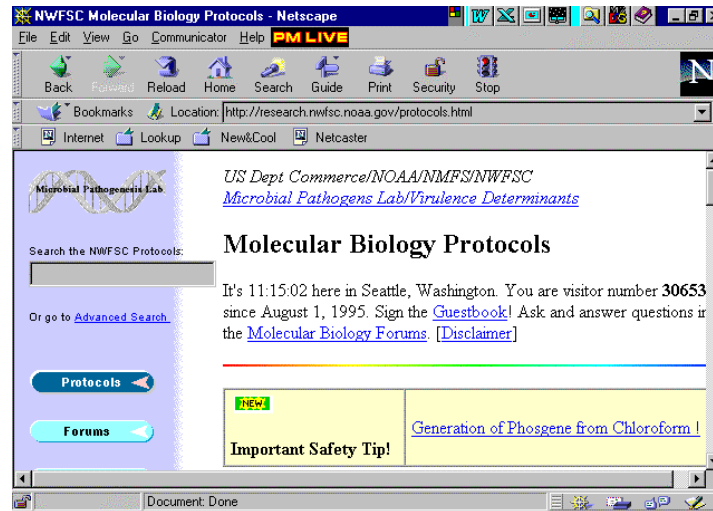 NWFSC Molecular Biology Protocols - Netscape
File Edit View Go Communicator Help PM LIVE
Back Forward Reload Home Search Guide Print Security Stop
N
Bookmarks Location: http://research.nwfsc.noaa.gov/protocols.html
Internet Lookup New&Cool Netcaster
Microbial Pathogenesis Lab
US Dept Commerce/NOAA/NMFS/NWFSC
Microbial Pathogens Lab/Virulence Determinants
Molecular Biology Protocols
Search the NWFSC Protocols:
It's 11:15:02 here in Seattle, Washington. You are visitor number 30653
since August 1, 1995. Sign the Guestbook! Ask and answer questions in
the Molecular Biology Forums. [Disclaimer]
Or go to Advanced Search
Protocols
Forums
NEW
Important Safety Tip!
Generation of Phosgene from Chloroform !
Document: Done